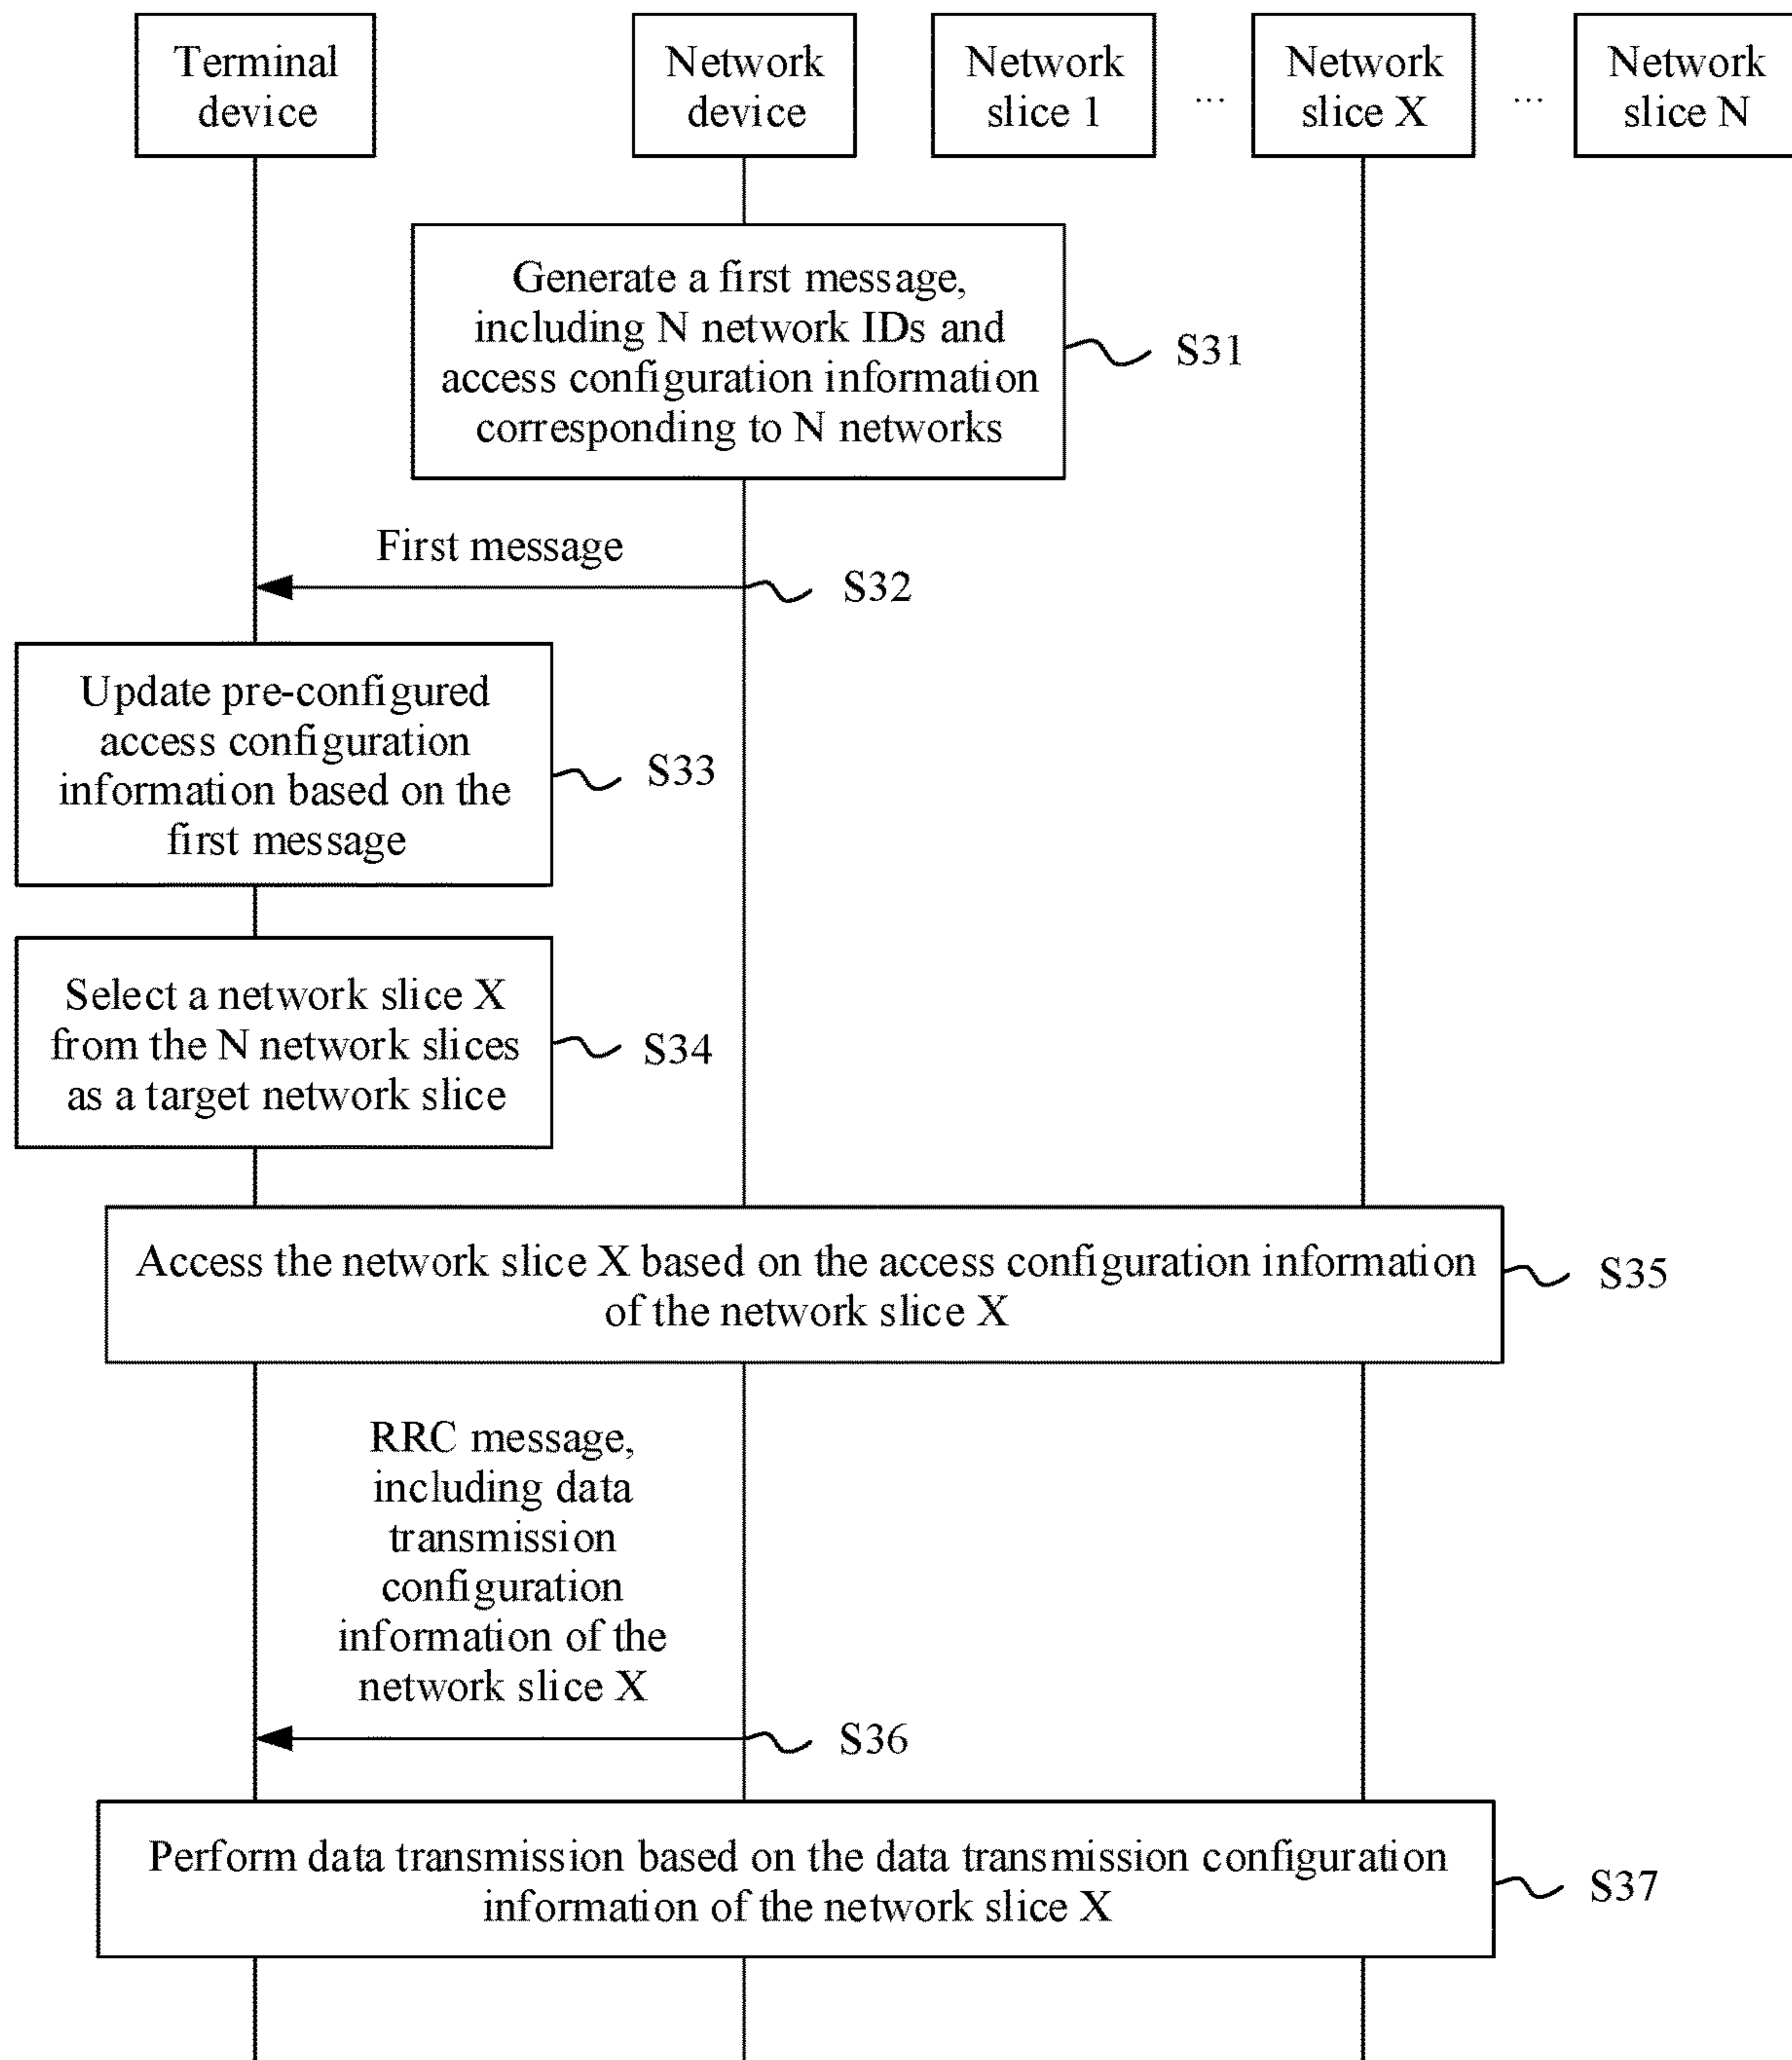 Terminal
device
Network
device
Network
slice 1
...
Network
slice X
...
Network
slice N
Generate a first message,
including N network IDs and
access configuration information
corresponding to N networks
S31
First message
S32
Update pre-configured
access configuration
information based on the
first message
S33
Select a network slice X
from the N network slices
as a target network slice
S34
Access the network slice X based on the access configuration information
of the network slice X
S35
RRC message,
including data
transmission
configuration
information of the
network slice X
S36
Perform data transmission based on the data transmission configuration
information of the network slice X
S37